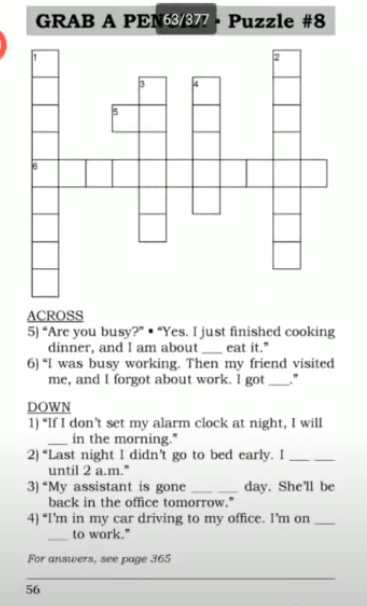 GRAB A PEN 63/377 • Puzzle #8
1
2
3
4
5
6
ACROSS
5) “Are you busy?” ▪ “Yes. I just finished cooking
dinner, and I am about ___ eat it.”
6) “I was busy working. Then my friend visited
me, and I forgot about work. I got ___.”
DOWN
1) “If I don’t set my alarm clock at night, I will
___ in the morning.”
2) “Last night I didn’t go to bed early. I ___ ___
until 2 a.m.”
3) “My assistant is gone ___ ___ day. She’ll be
back in the office tomorrow.”
4) “I’m in my car driving to my office. I’m on ___
___ to work.”
For answers, see page 365
56